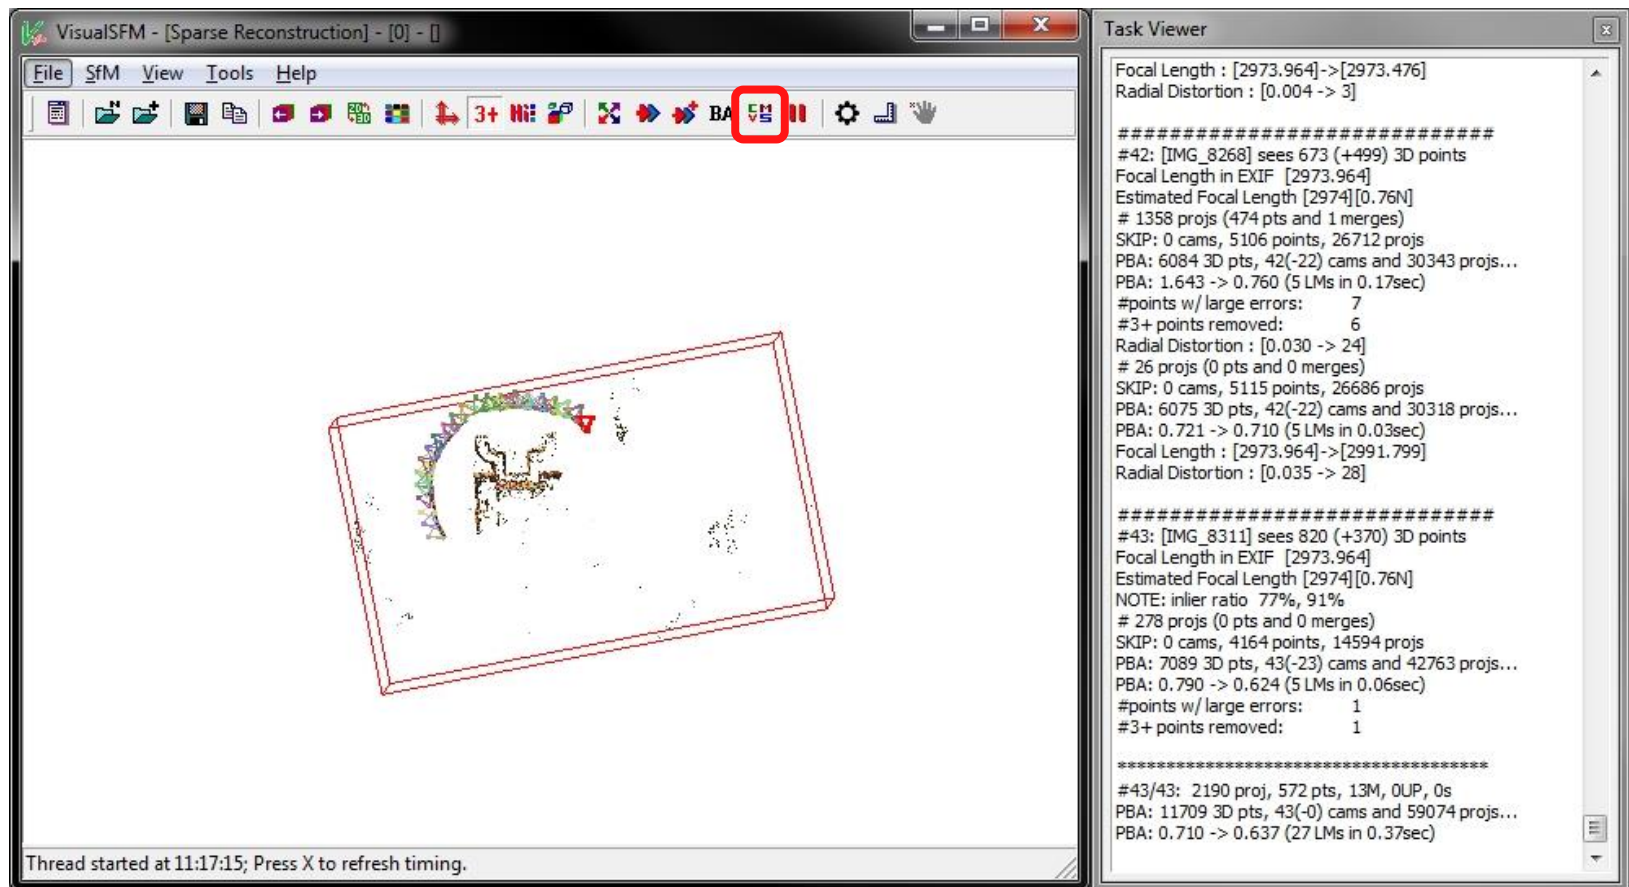 VisualSFM - [Sparse Reconstruction] - [0] - []
File SfM View Tools Help
3+ BA
Thread started at 11:17:15; Press X to refresh timing.
Task Viewer
Focal Length : [2973.964]->[2973.476]
Radial Distortion : [0.004 -> 3]
##############################
#42: [IMG_8268] sees 673 (+499) 3D points
Focal Length in EXIF [2973.964]
Estimated Focal Length [2974][0.76N]
# 1358 projs (474 pts and 1 merges)
SKIP: 0 cams, 5106 points, 26712 projs
PBA: 6084 3D pts, 42(-22) cams and 30343 projs...
PBA: 1.643 -> 0.760 (5 LMs in 0.17sec)
#points w/ large errors: 7
#3+ points removed: 6
Radial Distortion : [0.030 -> 24]
# 26 projs (0 pts and 0 merges)
SKIP: 0 cams, 5115 points, 26686 projs
PBA: 6075 3D pts, 42(-22) cams and 30318 projs...
PBA: 0.721 -> 0.710 (5 LMs in 0.03sec)
Focal Length : [2973.964]->[2991.799]
Radial Distortion : [0.035 -> 28]
##############################
#43: [IMG_8311] sees 820 (+370) 3D points
Focal Length in EXIF [2973.964]
Estimated Focal Length [2974][0.76N]
NOTE: inlier ratio 77%, 91%
# 278 projs (0 pts and 0 merges)
SKIP: 0 cams, 4164 points, 14594 projs
PBA: 7089 3D pts, 43(-23) cams and 42763 projs...
PBA: 0.790 -> 0.624 (5 LMs in 0.06sec)
#points w/ large errors: 1
#3+ points removed: 1
****************************************
#43/43: 2190 proj, 572 pts, 13M, 0UP, 0s
PBA: 11709 3D pts, 43(-0) cams and 59074 projs...
PBA: 0.710 -> 0.637 (27 LMs in 0.37sec)